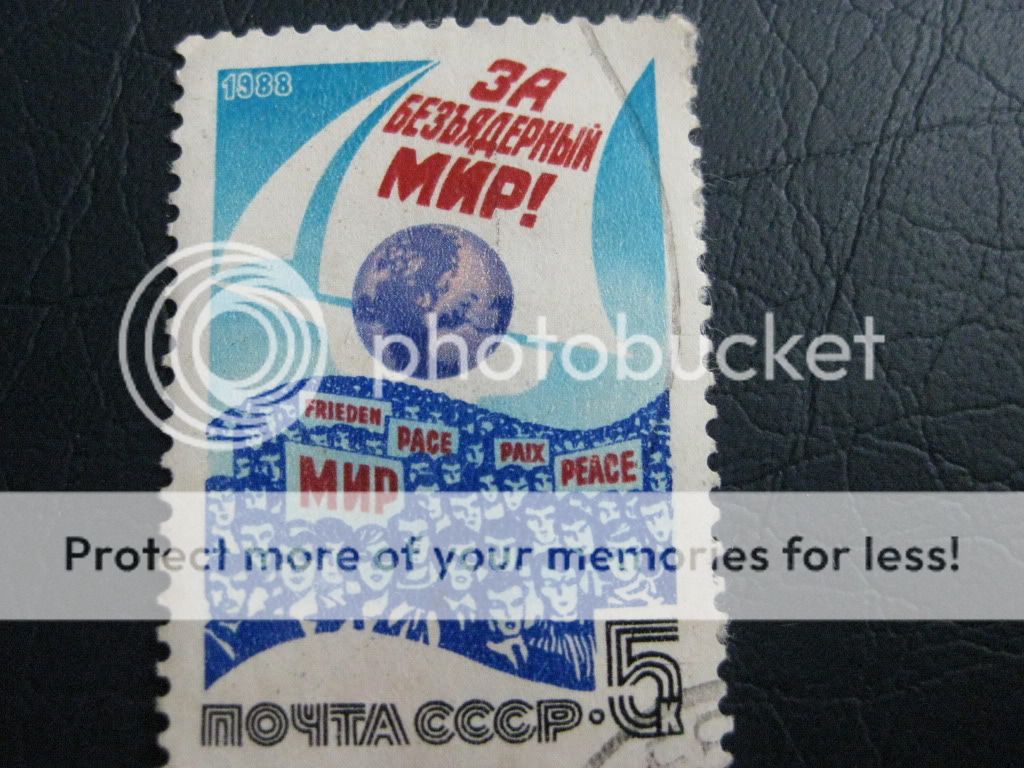 1988
ЗА
БЕЗЪЯДЕРНЫЙ
МИР!
photobucket
FRIEDEN
PACE
PAIX
МИР
PEACE
Protect more of your memories for less!
5
К
ПОЧТА СССР·